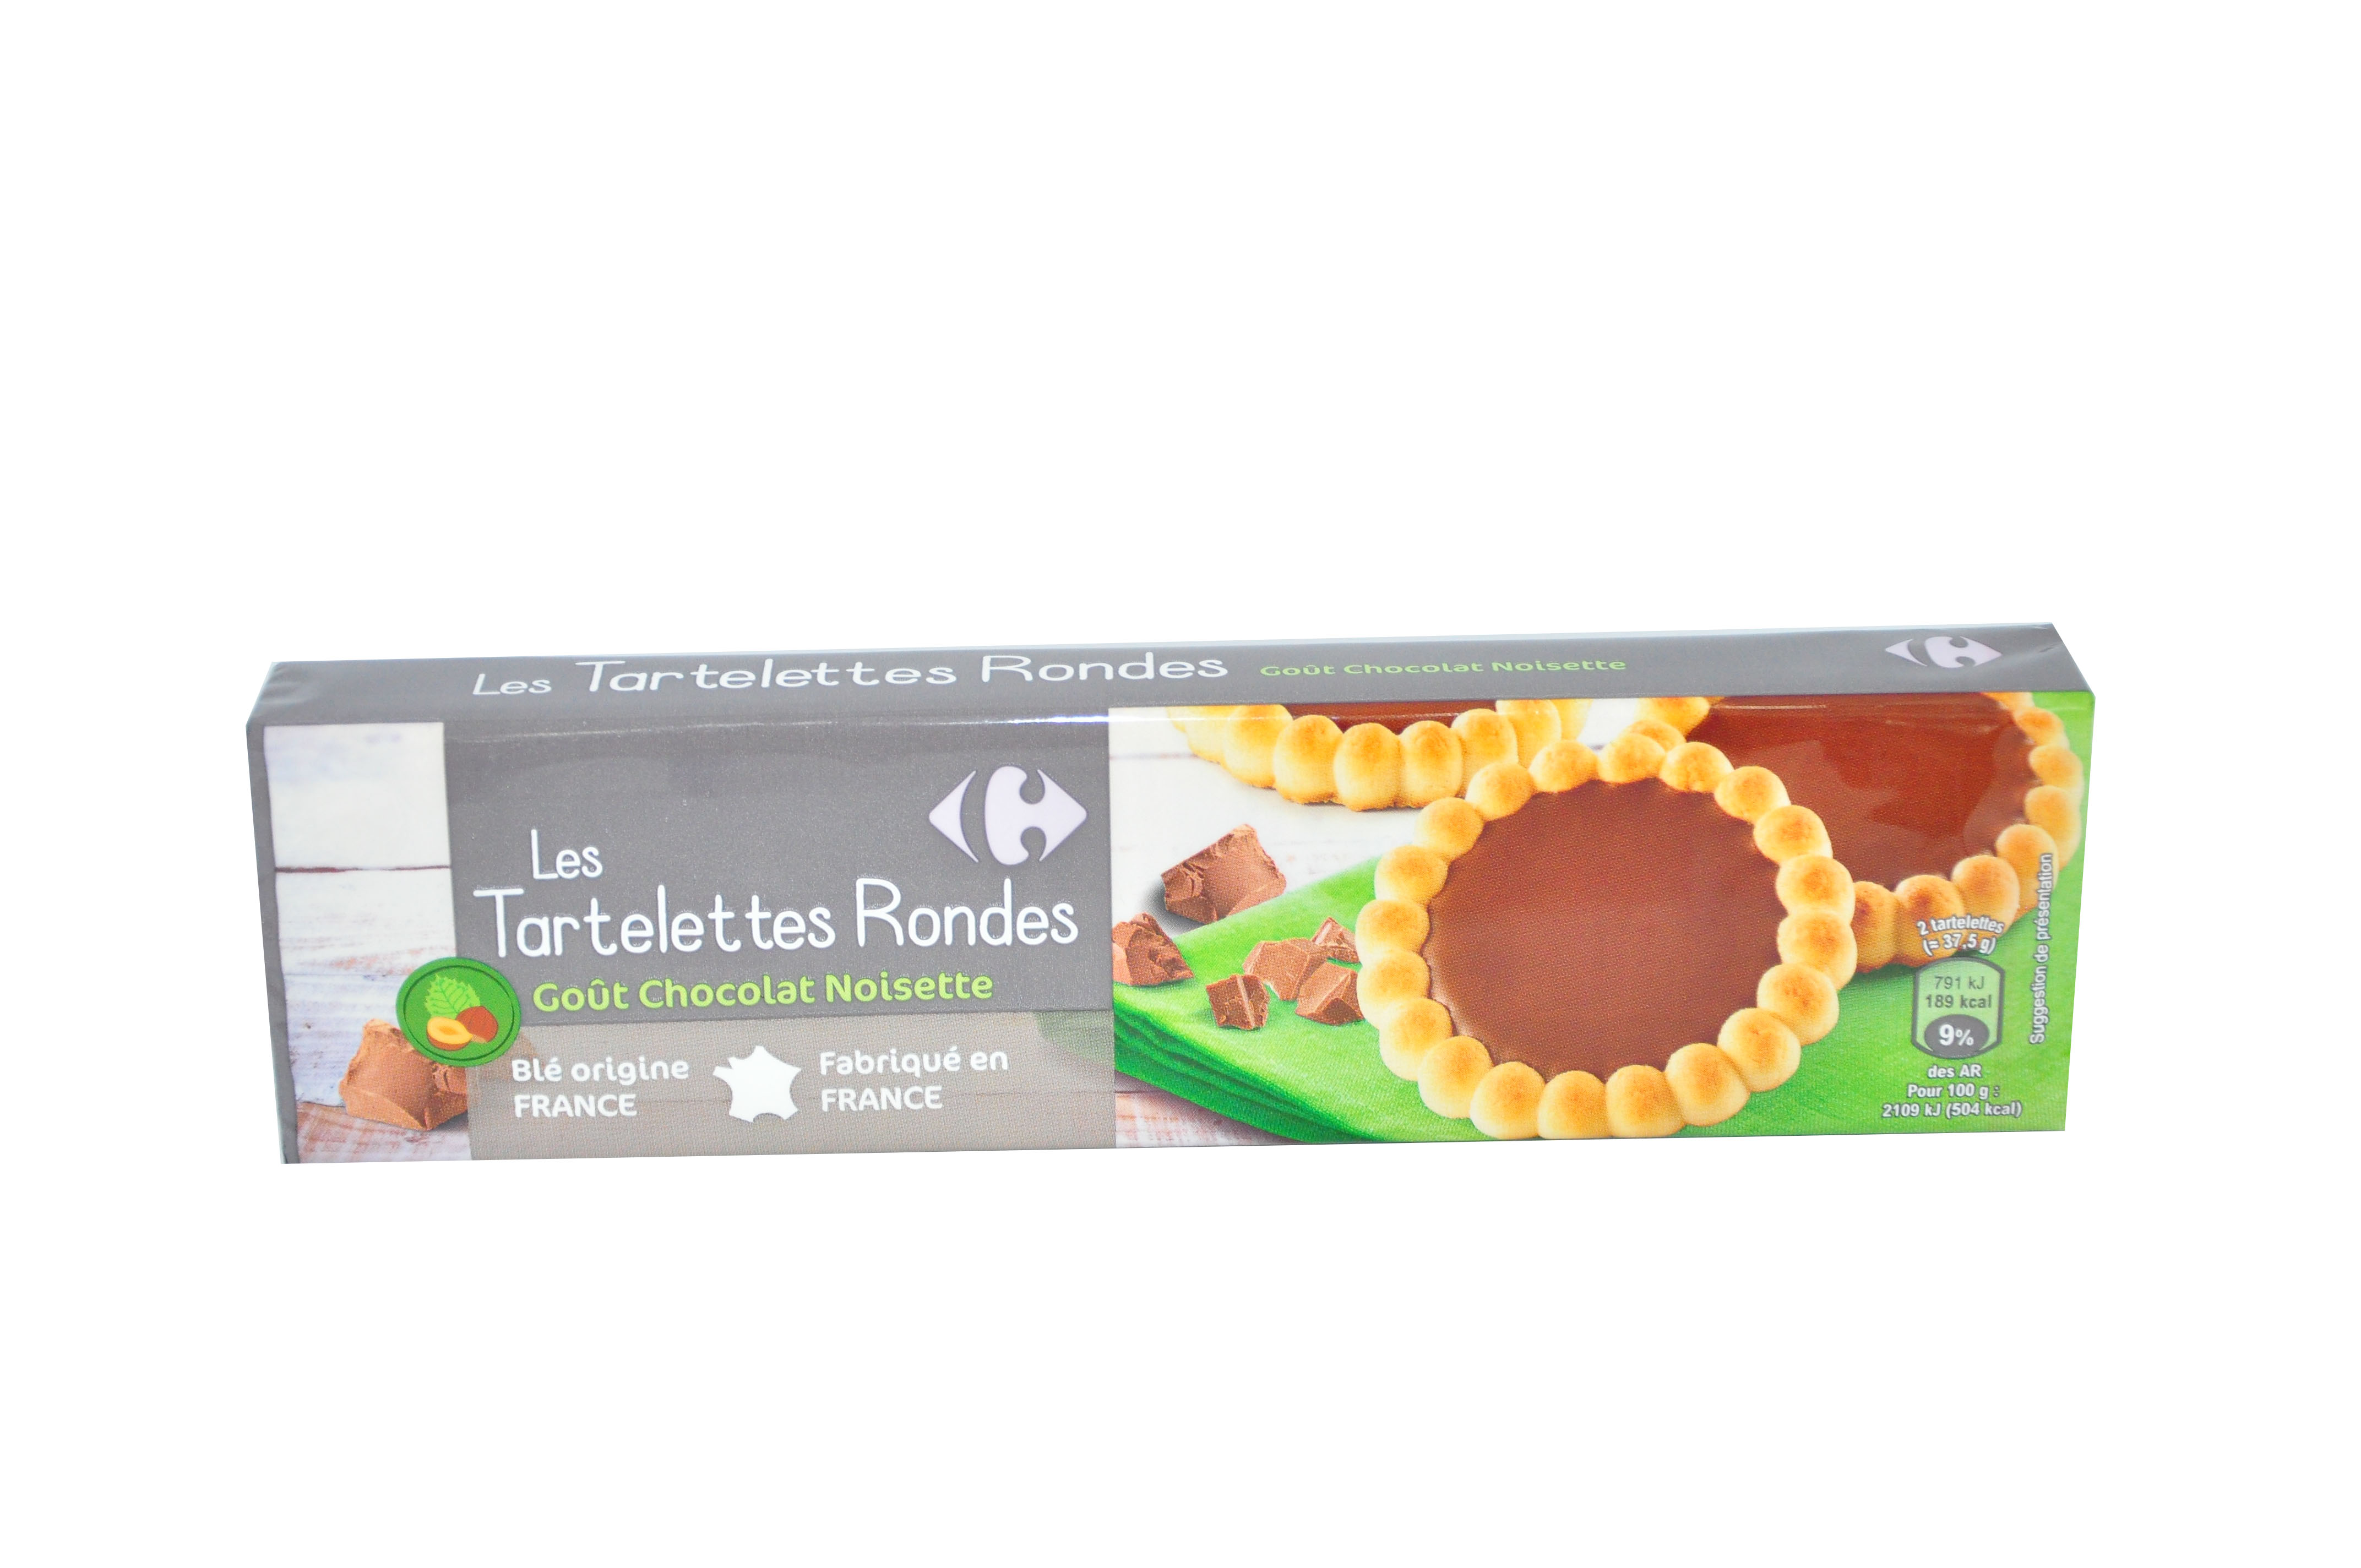 Les Tartelettes Rondes Goût Chocolat Noisette
Les
Tartelettes Rondes
Goût Chocolat Noisette
Blé origine
FRANCE
Fabriqué en
FRANCE
2 tartelettes
(= 37,5 g)
791 kJ
189 kcal
9%
des AR
Pour 100 g :
2109 kJ (504 kcal)
Suggestion de présentation